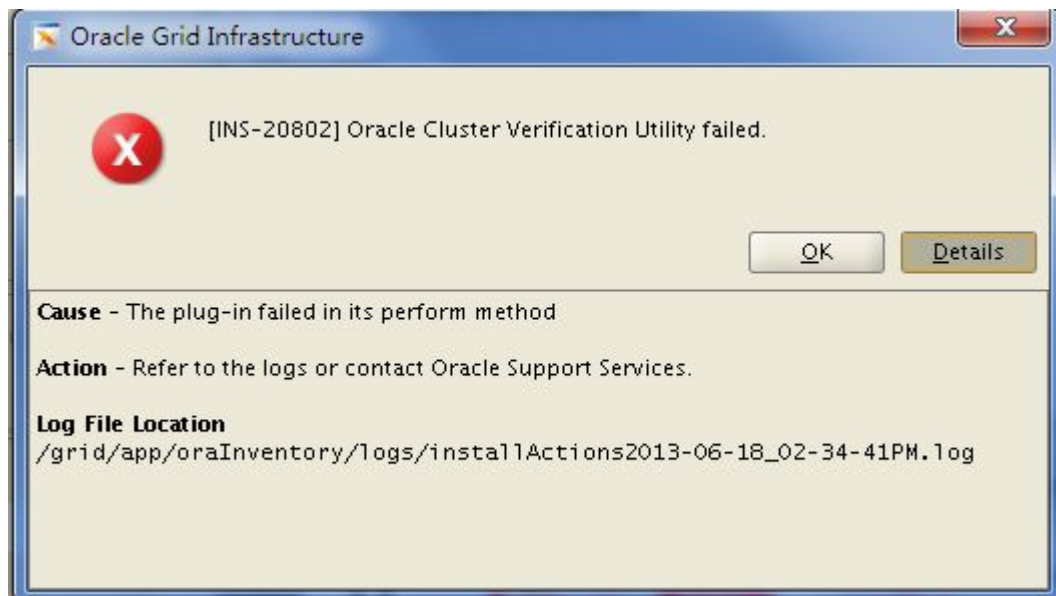 Oracle Grid Infrastructure
[INS-20802] Oracle Cluster Verification Utility failed.
OK
Details
Cause - The plug-in failed in its perform method
Action - Refer to the logs or contact Oracle Support Services.
Log File Location
/grid/app/oraInventory/logs/installActions2013-06-18_02-34-41PM.log